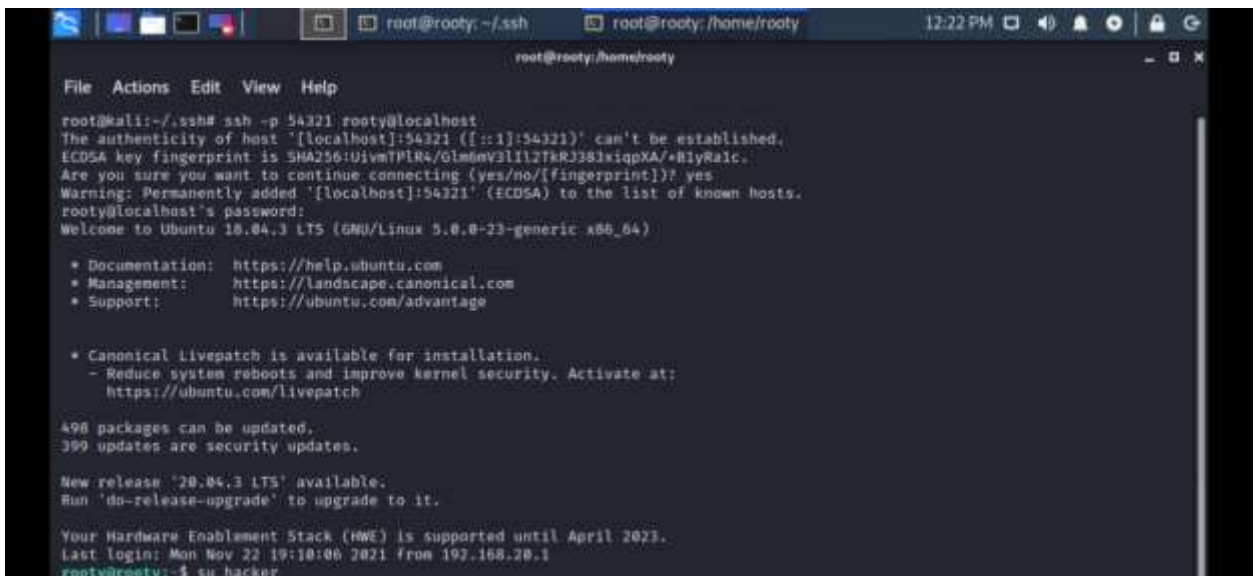 root@rooty: ~/.ssh root@rooty: /home/rooty 12:22 PM
root@rooty: /home/rooty
File Actions Edit View Help
root@kali:~/.ssh# ssh -p 54321 rooty@localhost
The authenticity of host '[localhost]:54321 ([::1]:54321)' can't be established.
ECDSA key fingerprint is
Are you sure you want to continue connecting (yes/no/[fingerprint])? yes
Warning: Permanently added '[localhost]:54321' (ECDSA) to the list of known hosts.
rooty@localhost's password:
Welcome to Ubuntu 18.04.3 LTS (GNU/Linux 5.0.0-23-generic x86_64)
* Documentation: https://help.ubuntu.com
* Management: https://landscape.canonical.com
* Support: https://ubuntu.com/advantage
* Canonical Livepatch is available for installation.
- Reduce system reboots and improve kernel security. Activate at:
https://ubuntu.com/livepatch
498 packages can be updated.
399 updates are security updates.
New release '20.04.3 LTS' available.
Run 'do-release-upgrade' to upgrade to it.
Your Hardware Enablement Stack (HWE) is supported until April 2023.
Last login: Mon Nov 22 19:10:06 2021 from 192.168.20.1
rooty@rooty:~$ su hacker